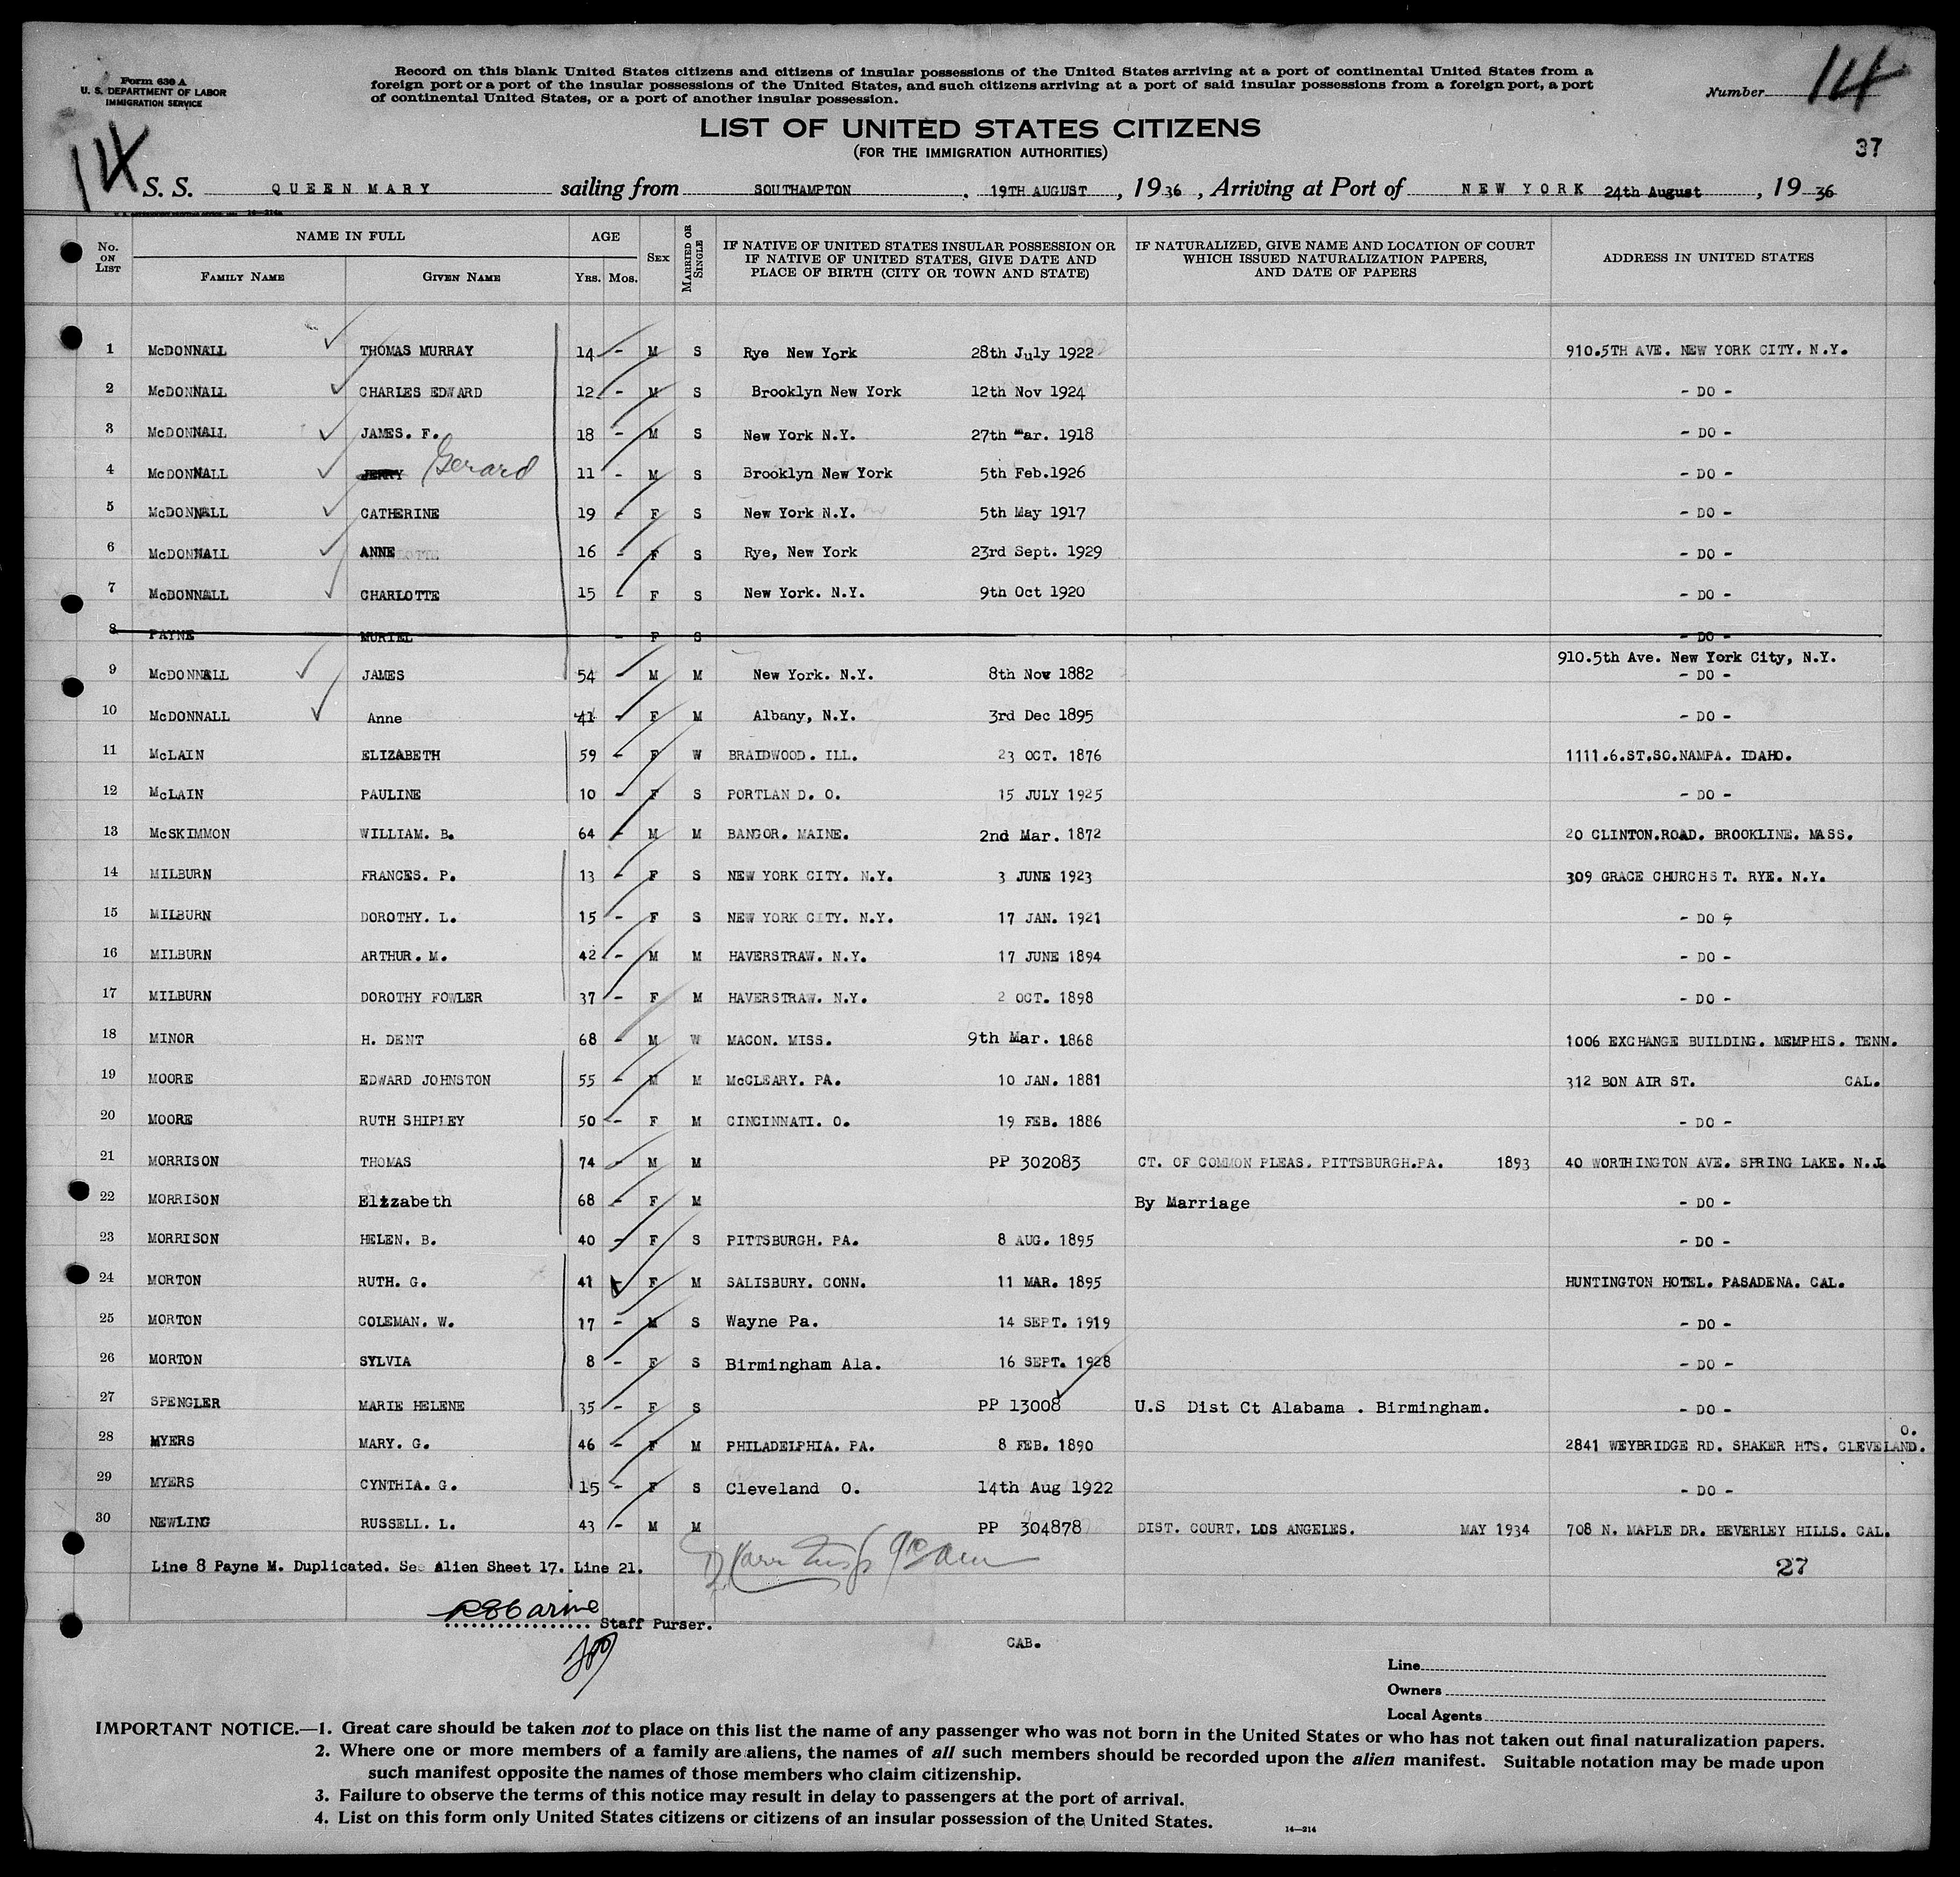 Form 630 A
U. S. DEPARTMENT OF LABOR
IMMIGRATION SERVICE
Record on this blank United States citizens and citizens of insular possessions of the United States arriving at a port of continental United States from a
foreign port or a port of the insular possessions of the United States, and such citizens arriving at a port of said insular possessions from a foreign port, a port
of continental United States, or a port of another insular possession.
Number 14
LIST OF UNITED STATES CITIZENS
(FOR THE IMMIGRATION AUTHORITIES)
37
14 S. S. QUEEN MARY sailing from SOUTHAMPTON , 19TH AUGUST , 1936 , Arriving at Port of NEW YORK 24th August , 1936
No. ON LIST NAME IN FULL FAMILY NAME GIVEN NAME AGE YRS. MOS. SEX MARRIED OR SINGLE IF NATIVE OF UNITED STATES INSULAR POSSESSION OR IF NATIVE OF UNITED STATES, GIVE DATE AND PLACE OF BIRTH (CITY OR TOWN AND STATE) IF NATURALIZED, GIVE NAME AND LOCATION OF COURT WHICH ISSUED NATURALIZATION PAPERS, AND DATE OF PAPERS ADDRESS IN UNITED STATES
1 McDONNALL THOMAS MURRAY 14 - M S Rye New York 28th July 1922 910.5TH AVE. NEW YORK CITY. N.Y.
2 McDONNALL CHARLES EDWARD 12 - M S Brooklyn New York 12th Nov 1924 - DO -
3 McDONNALL JAMES. F. 18 - M S New York N.Y. 27th Mar. 1918 - DO -
4 McDONNALL JERRY Gerard 11 - M S Brooklyn New York 5th Feb.1926 - DO -
5 McDONNALL CATHERINE 19 - F S New York N.Y. 5th May 1917 - DO -
6 McDONNALL ANNE 16 - F S Rye, New York 23rd Sept. 1929 - DO -
7 McDONNALL CHARLOTTE 15 - F S New York. N.Y. 9th Oct 1920 - DO -
8 PAYNE MURIEL - F S - DO -
910.5th Ave. New York City, N.Y.
9 McDONNALL JAMES 54 M M New York. N.Y. 8th Nov 1882 - DO -
10 McDONNALL Anne 41 - F M Albany, N.Y. 3rd Dec 1895 - DO -
11 McLAIN ELIZABETH 59 - F W BRAIDWOOD. ILL. 23 OCT. 1876 1111.6.ST.SO.NAMPA. IDAHO.
12 McLAIN PAULINE 10 - F S PORTLAN D. O. 15 JULY 1925 - DO -
13 McSKIMMON WILLIAM. B. 64 - M M BANGOR. MAINE. 2nd Mar. 1872 20 CLINTON.ROAD. BROOKLINE. MASS.
14 MILBURN FRANCES. P. 13 - F S NEW YORK CITY. N.Y. 3 JUNE 1923 309 GRACE CHURCHS T. RYE. N.Y.
15 MILBURN DOROTHY. L. 15 - F S NEW YORK CITY. N.Y. 17 JAN. 1921 - DO 9
16 MILBURN ARTHUR. M. 42 - M M HAVERSTRAW. N.Y. 17 JUNE 1894 - DO -
17 MILBURN DOROTHY FOWLER 37 - F M HAVERSTRAW. N.Y. 2 OCT. 1898 - DO -
18 MINOR H. DENT 68 - M W MACON. MISS. 9th Mar. 1868 1006 EXCHANGE BUILDING. MEMPHIS. TENN.
19 MOORE EDWARD JOHNSTON 55 - M M McCLEARY. PA. 10 JAN. 1881 312 BON AIR ST. CAL.
20 MOORE RUTH SHIPLEY 50 - F M CINCINNATI. O. 19 FEB. 1886 - DO -
21 MORRISON THOMAS 74 - M M PP 302083 CT. OF COMMON PLEAS. PITTSBURGH.PA. 1893 40 WORTHINGTON AVE. SPRING LAKE. N.J.
22 MORRISON Elizabeth 68 - F M By Marriage - DO -
23 MORRISON HELEN. B. 40 - F S PITTSBURGH. PA. 8 AUG. 1895 - DO -
24 MORTON RUTH. G. 41 - F M SALISBURY. CONN. 11 MAR. 1895 HUNTINGTON HOTEL. PASADENA. CAL.
25 MORTON COLEMAN. W. 17 - M S Wayne Pa. 14 SEPT. 1919 - DO -
26 MORTON SYLVIA 8 - F S Birmingham Ala. 16 SEPT. 1928 - DO -
27 SPENGLER MARIE HELENE 35 - F S PP 13008 U.S Dist Ct Alabama . Birmingham. - DO -
28 MYERS MARY. G. 46 - F M PHILADELPHIA. PA. 8 FEB. 1890 2841 WEYBRIDGE RD. SHAKER HTS. CLEVELAND. O.
29 MYERS CYNTHIA. G. 15 - F S Cleveland O. 14th Aug 1922 - DO -
30 NEWLING RUSSELL. L. 43 - M M PP 304878 DIST. COURT. LOS ANGELES. MAY 1934 708 N. MAPLE DR. BEVERLEY HILLS. CAL.
Line 8 Payne M. Duplicated. See Alien Sheet 17. Line 21.
27
Staff Purser.
CAB.
Line
Owners
Local Agents
IMPORTANT NOTICE.—1. Great care should be taken not to place on this list the name of any passenger who was not born in the United States or who has not taken out final naturalization papers.
2. Where one or more members of a family are aliens, the names of all such members should be recorded upon the alien manifest. Suitable notation may be made upon
such manifest opposite the names of those members who claim citizenship.
3. Failure to observe the terms of this notice may result in delay to passengers at the port of arrival.
4. List on this form only United States citizens or citizens of an insular possession of the United States.
14—214